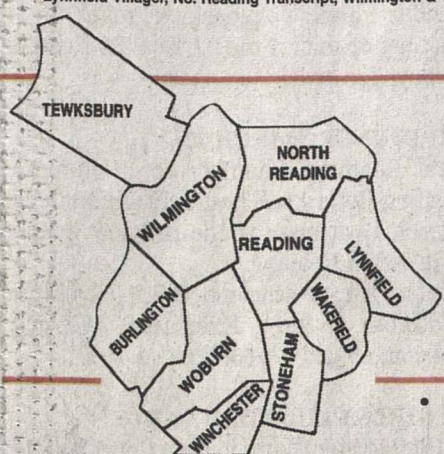 Lynnfield Villager, No. Reading Transcript, Wilmington &
TEWKSBURY
NORTH
READING
WILMINGTON
READING
LYNNFIELD
BURLINGTON
WAKEFIELD
WOBURN
STONEHAM
WINCHESTER